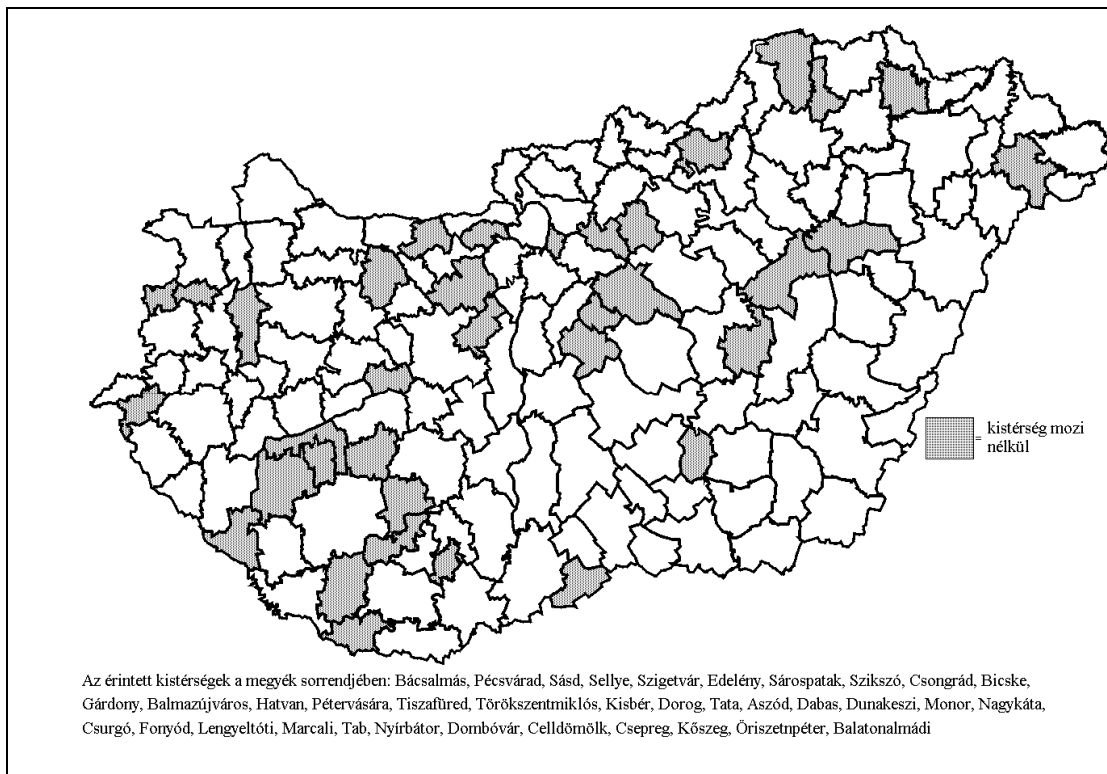 = kistérség mozi
nélkül
Az érintett kistérségek a megyék sorrendjében: Bácsalmás, Pécsvárad, Sásd, Sellye, Szigetvár, Edelény, Sárospatak, Szikszó, Csongrád, Bicske,
Gárdony, Balmazújváros, Hatvan, Pétervására, Tiszafüred, Törökszentmiklós, Kisbér, Dorog, Tata, Aszód, Dabas, Dunakeszi, Monor, Nagykáta,
Csurgó, Fonyód, Lengyeltóti, Marcali, Tab, Nyírbátor, Dombóvár, Celldömölk, Csepreg, Kőszeg, Őriszetnpéter, Balatonalmádi